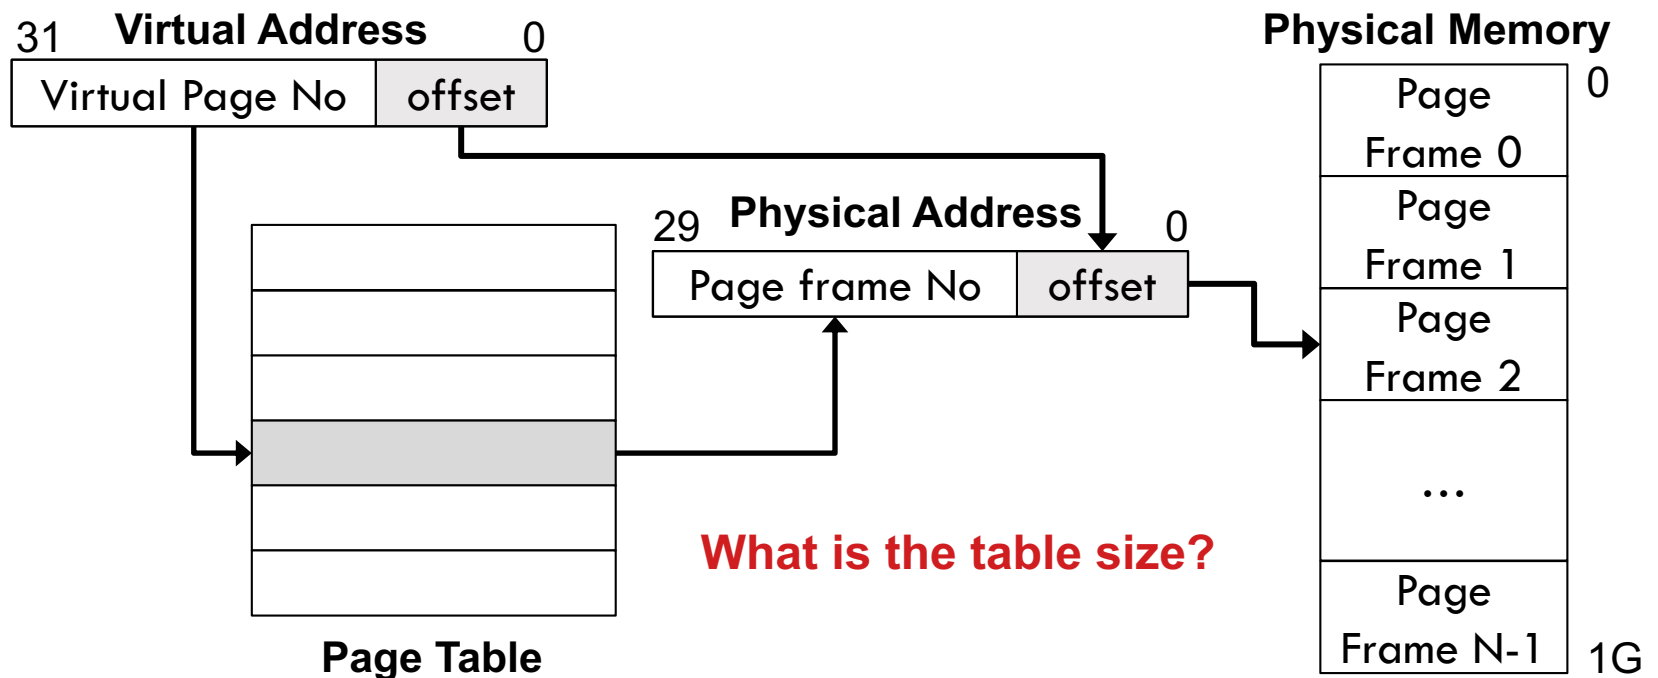 Virtual Address
31
0
Virtual Page No
offset
Page Table
Physical Address
29
0
Page frame No
offset
What is the table size?
Physical Memory
0
Page
Frame 0
Page
Frame 1
Page
Frame 2
...
Page
Frame N-1
1G